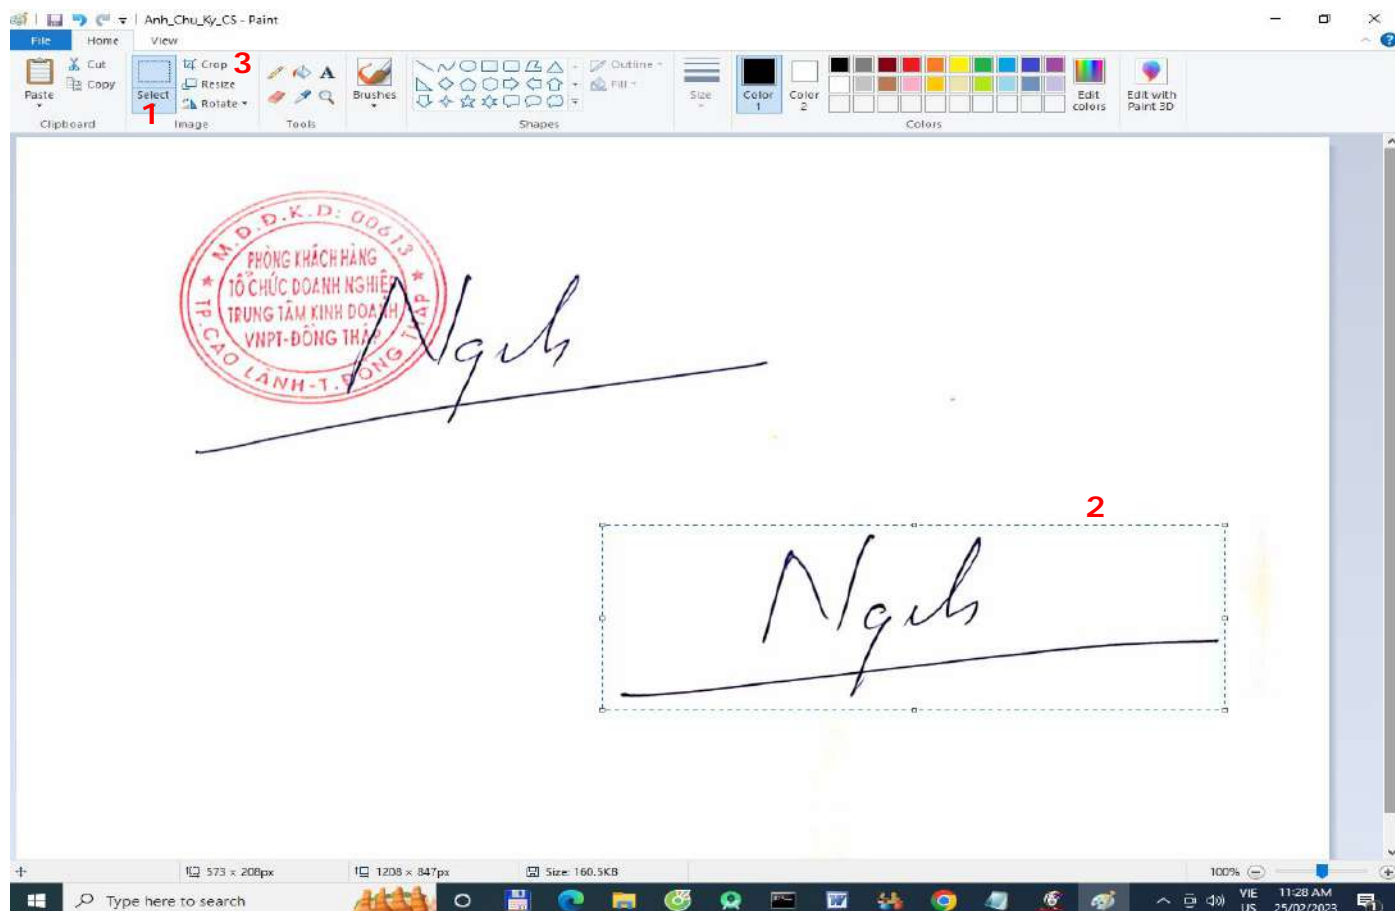 Anh_Chu_Ky_CS - Paint
File Home View
Paste
Cut
Copy
Clipboard
Select
Crop 3
Resize
Rotate
1
Image
A
Tools
Brushes
Outline
Fill
Shapes
Size
Color 1
Color 2
Colors
Edit colors
Edit with Paint 3D
M.D.Đ.K.D: 00613
PHÒNG KHÁCH HÀNG
TỔ CHỨC DOANH NGHIỆP
TRUNG TÂM KINH DOANH
VNPT-ĐỒNG THÁP
TP.CAO LÃNH-T.ĐỒNG THÁP
2
573 × 208px 1208 × 847px Size: 160.5KB 100%
Type here to search
VIE 11:28 AM
US 25/02/2023